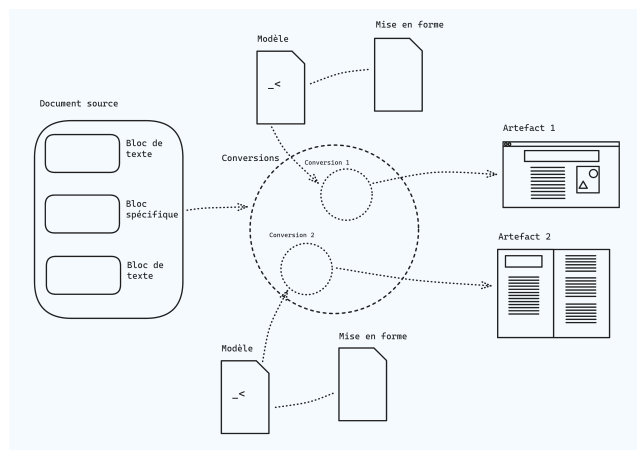 Mise en forme
Modèle
_<
Document source
Artefact 1
Bloc de
texte
Conversions
Conversion 1
Bloc
spécifique
Conversion 2
Artefact 2
Bloc de
texte
Mise en forme
Modèle
_<